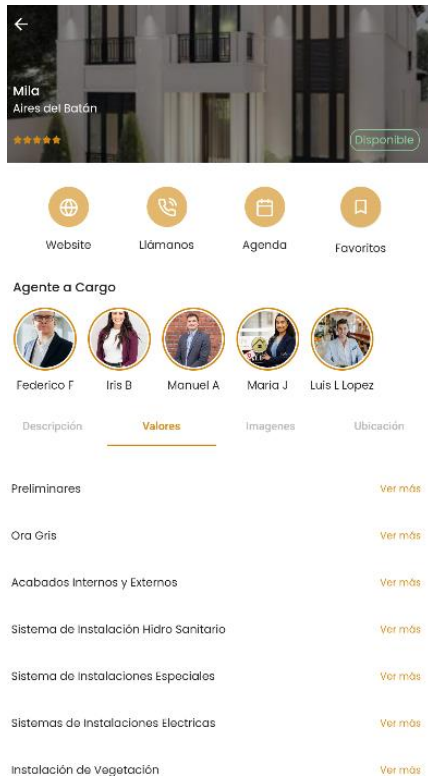 Mila
Aires del Batán
Disponible
Website Llámanos Agenda Favoritos
Agente a Cargo
Federico F Iris B Manuel A Maria J Luis L Lopez
Descripción Valores Imagenes Ubicación
Preliminares Ver más
Ora Gris Ver más
Acabados Internos y Externos Ver más
Sistema de Instalación Hidro Sanitario Ver más
Sistema de Instalaciones Especiales Ver más
Sistemas de Instalaciones Electricas Ver más
Instalación de Vegetación Ver más